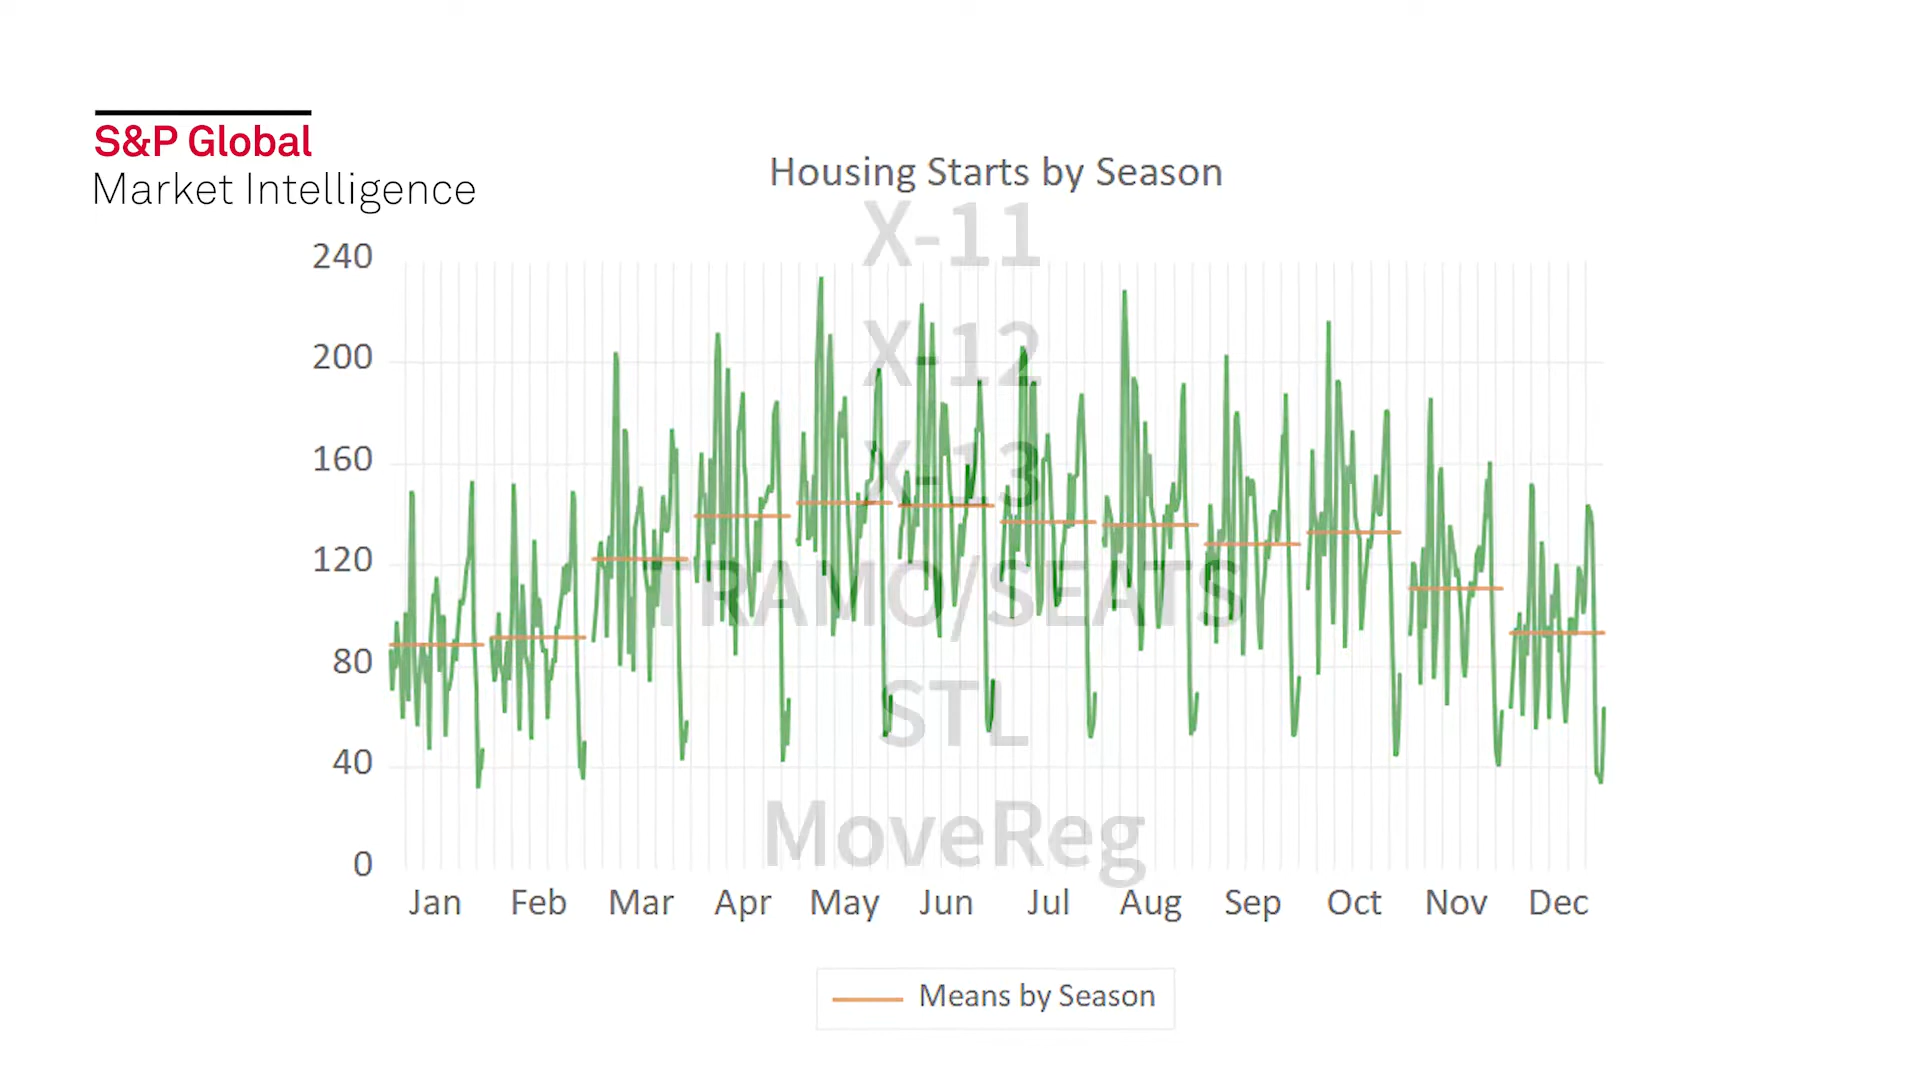 S&P Global
Market Intelligence
Housing Starts by Season
X-11
X-12
X-13
TRAMO/SEATS
STL
MoveReg
240
200
160
120
80
40
0
Jan Feb Mar Apr May Jun Jul Aug Sep Oct Nov Dec
Means by Season